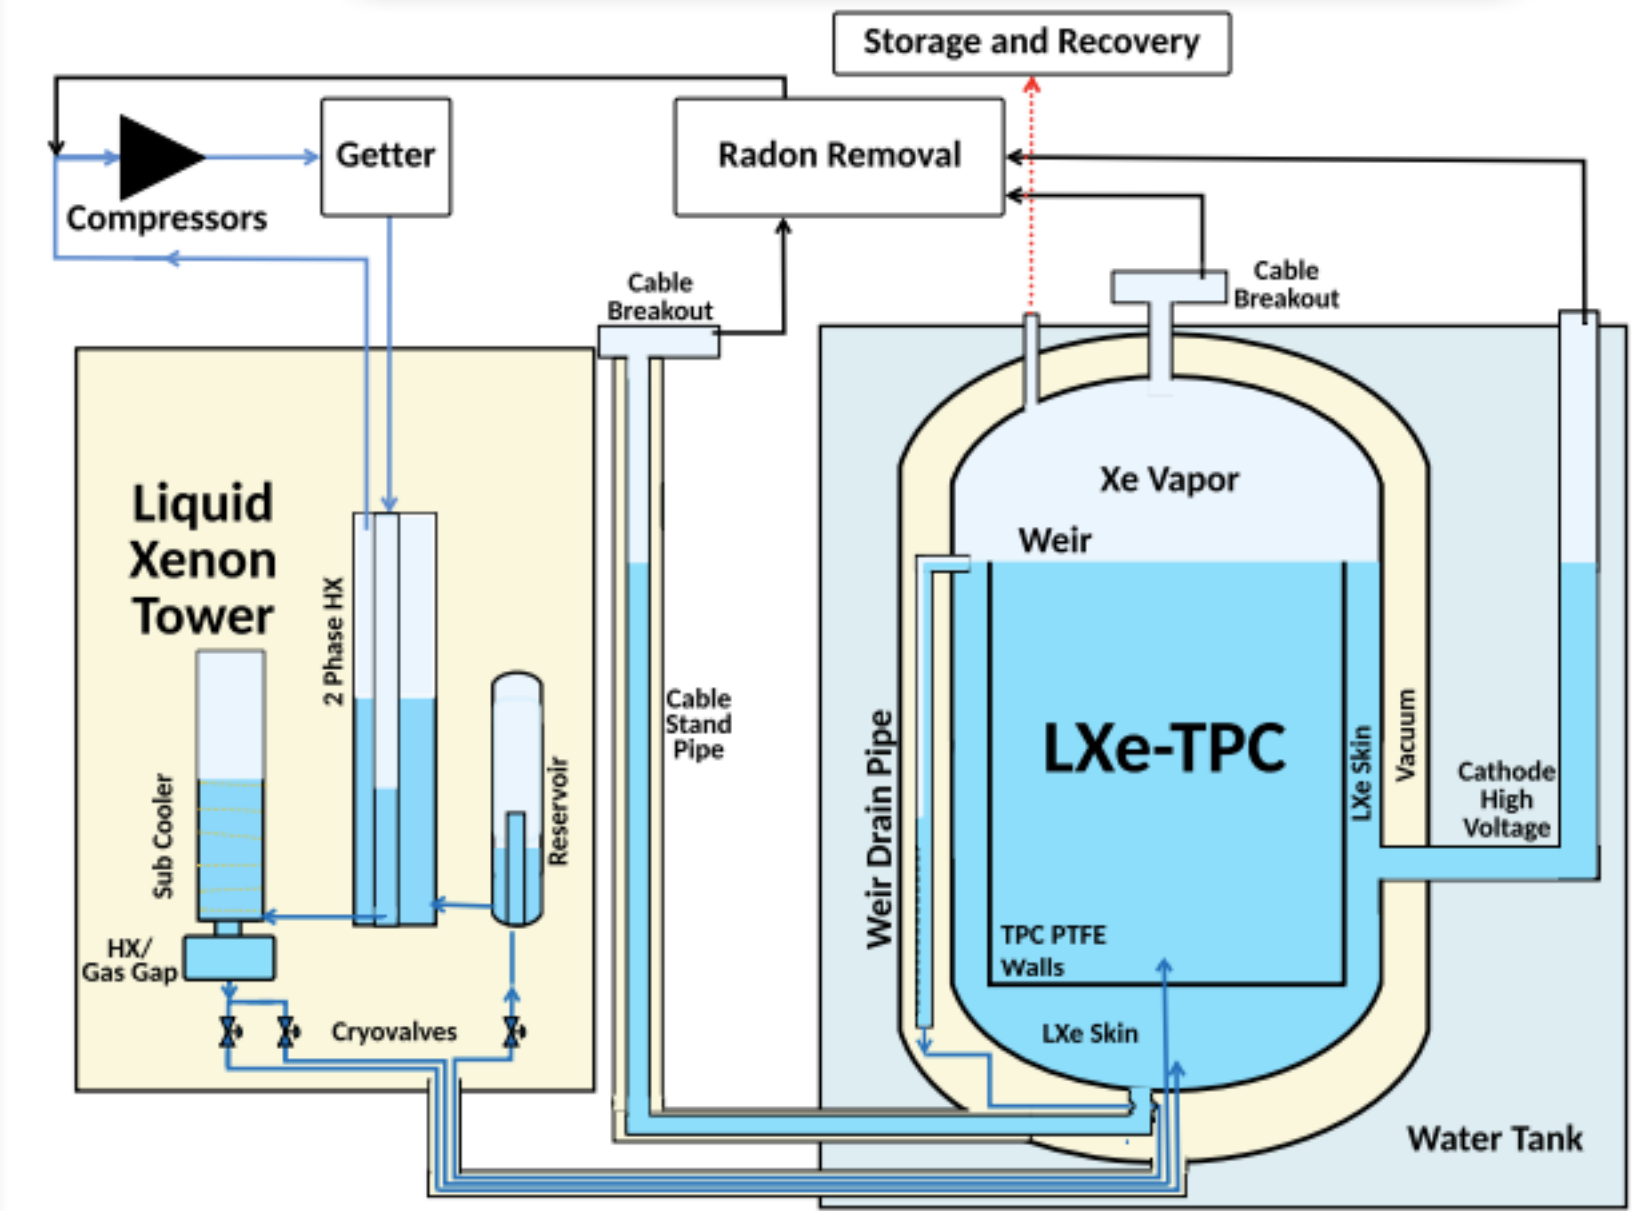 Storage and Recovery
Getter
Radon Removal
Compressors
Cable
Breakout
Cable
Breakout
Liquid
Xenon
Tower
2 Phase HX
Sub Cooler
Reservoir
HX/
Gas Gap
Cryovalves
Cable
Stand
Pipe
Xe Vapor
Weir
Weir Drain Pipe
LXe-TPC
LXe Skin
Vacuum
Cathode
High
Voltage
TPC PTFE
Walls
LXe Skin
Water Tank